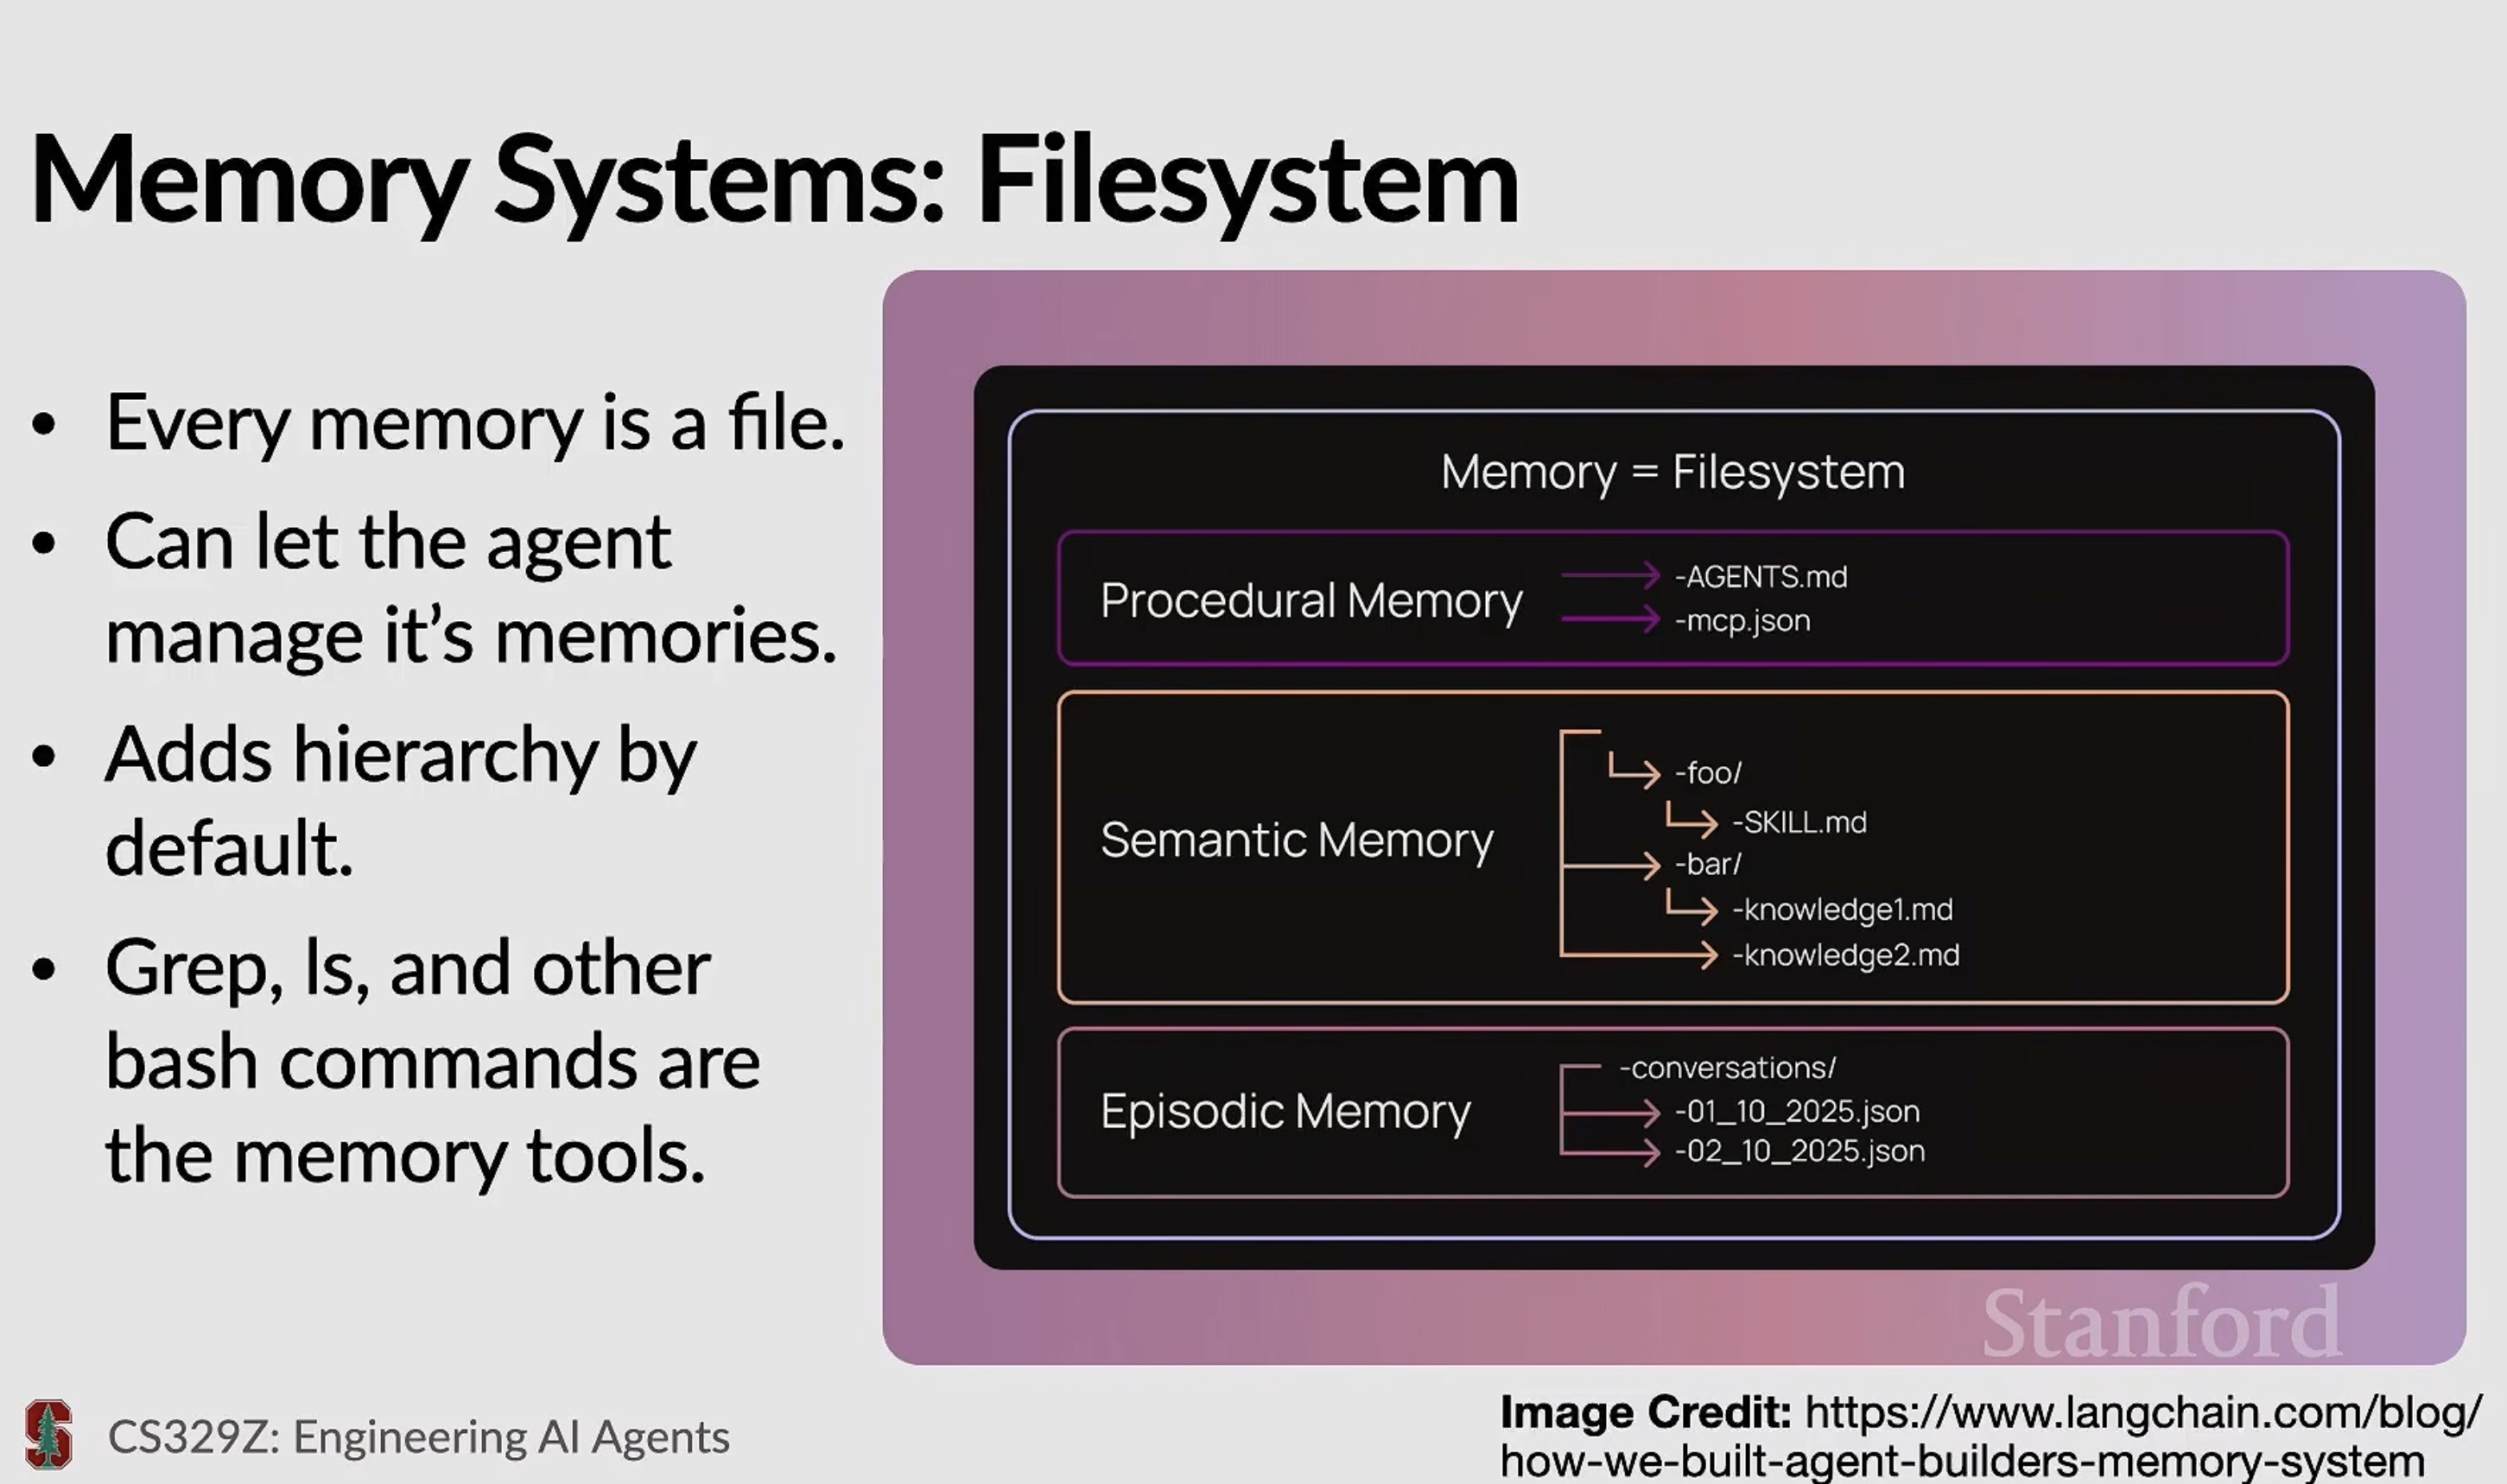 Memory Systems: Filesystem
• Every memory is a file.
• Can let the agent
manage it’s memories.
• Adds hierarchy by
default.
• Grep, ls, and other
bash commands are
the memory tools.
Memory = Filesystem
Procedural Memory
-AGENTS.md
-mcp.json
Semantic Memory
-foo/
-SKILL.md
-bar/
-knowledge1.md
-knowledge2.md
Episodic Memory
-conversations/
-01_10_2025.json
-02_10_2025.json
Stanford
CS329Z: Engineering AI Agents
Image Credit: https://www.langchain.com/blog/
how-we-built-agent-builders-memory-system